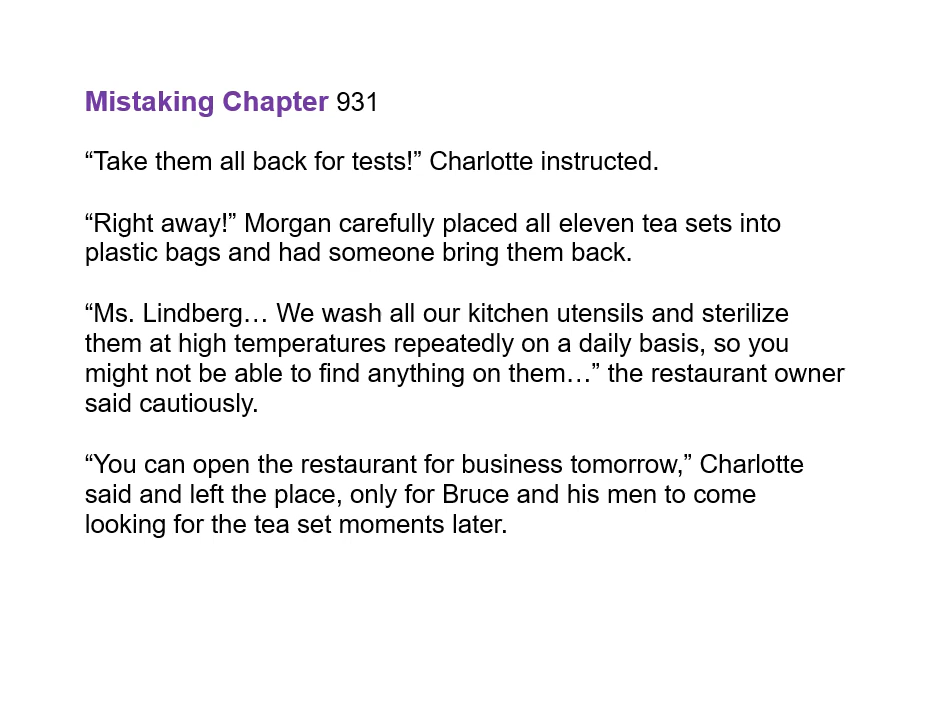 Mistaking Chapter 931
“Take them all back for tests!” Charlotte instructed.
“Right away!” Morgan carefully placed all eleven tea sets into
plastic bags and had someone bring them back.
“Ms. Lindberg… We wash all our kitchen utensils and sterilize
them at high temperatures repeatedly on a daily basis, so you
might not be able to find anything on them…” the restaurant owner
said cautiously.
“You can open the restaurant for business tomorrow,” Charlotte
said and left the place, only for Bruce and his men to come
looking for the tea set moments later.